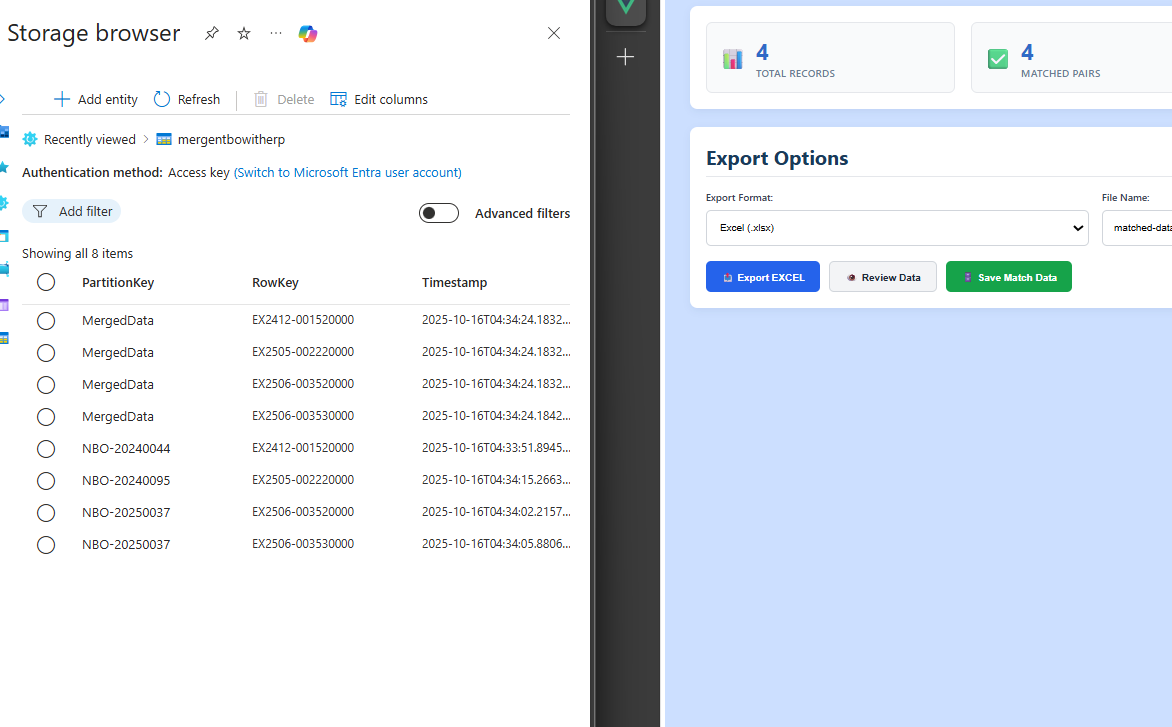 Storage browser
Add entity
Refresh
Delete
Edit columns
Recently viewed
mergentbowitherp
Authentication method: Access key (Switch to Microsoft Entra user account)
Add filter
Advanced filters
Showing all 8 items
PartitionKey RowKey Timestamp
MergedData EX2412-001520000 2025-10-16T04:34:24.1832...
MergedData EX2505-002220000 2025-10-16T04:34:24.1832...
MergedData EX2506-003520000 2025-10-16T04:34:24.1832...
MergedData EX2506-003530000 2025-10-16T04:34:24.1842...
NBO-20240044 EX2412-001520000 2025-10-16T04:33:51.8945...
NBO-20240095 EX2505-002220000 2025-10-16T04:34:15.2663...
NBO-20250037 EX2506-003520000 2025-10-16T04:34:02.2157...
NBO-20250037 EX2506-003530000 2025-10-16T04:34:05.8806...
4
TOTAL RECORDS
4
MATCHED PAIRS
Export Options
Export Format:
File Name:
Excel (.xlsx)
matched-data
Export EXCEL
Review Data
Save Match Data